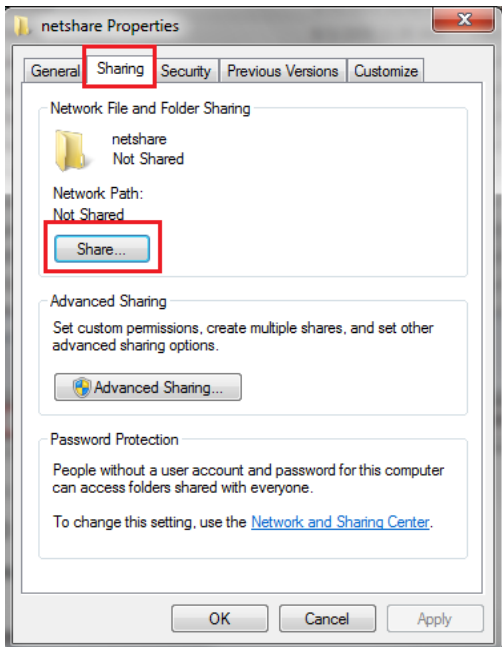 netshare Properties
General Sharing Security Previous Versions Customize
Network File and Folder Sharing
netshare
Not Shared
Network Path:
Not Shared
Share...
Advanced Sharing
Set custom permissions, create multiple shares, and set other
advanced sharing options.
Advanced Sharing...
Password Protection
People without a user account and password for this computer
can access folders shared with everyone.
To change this setting, use the Network and Sharing Center.
OK Cancel Apply